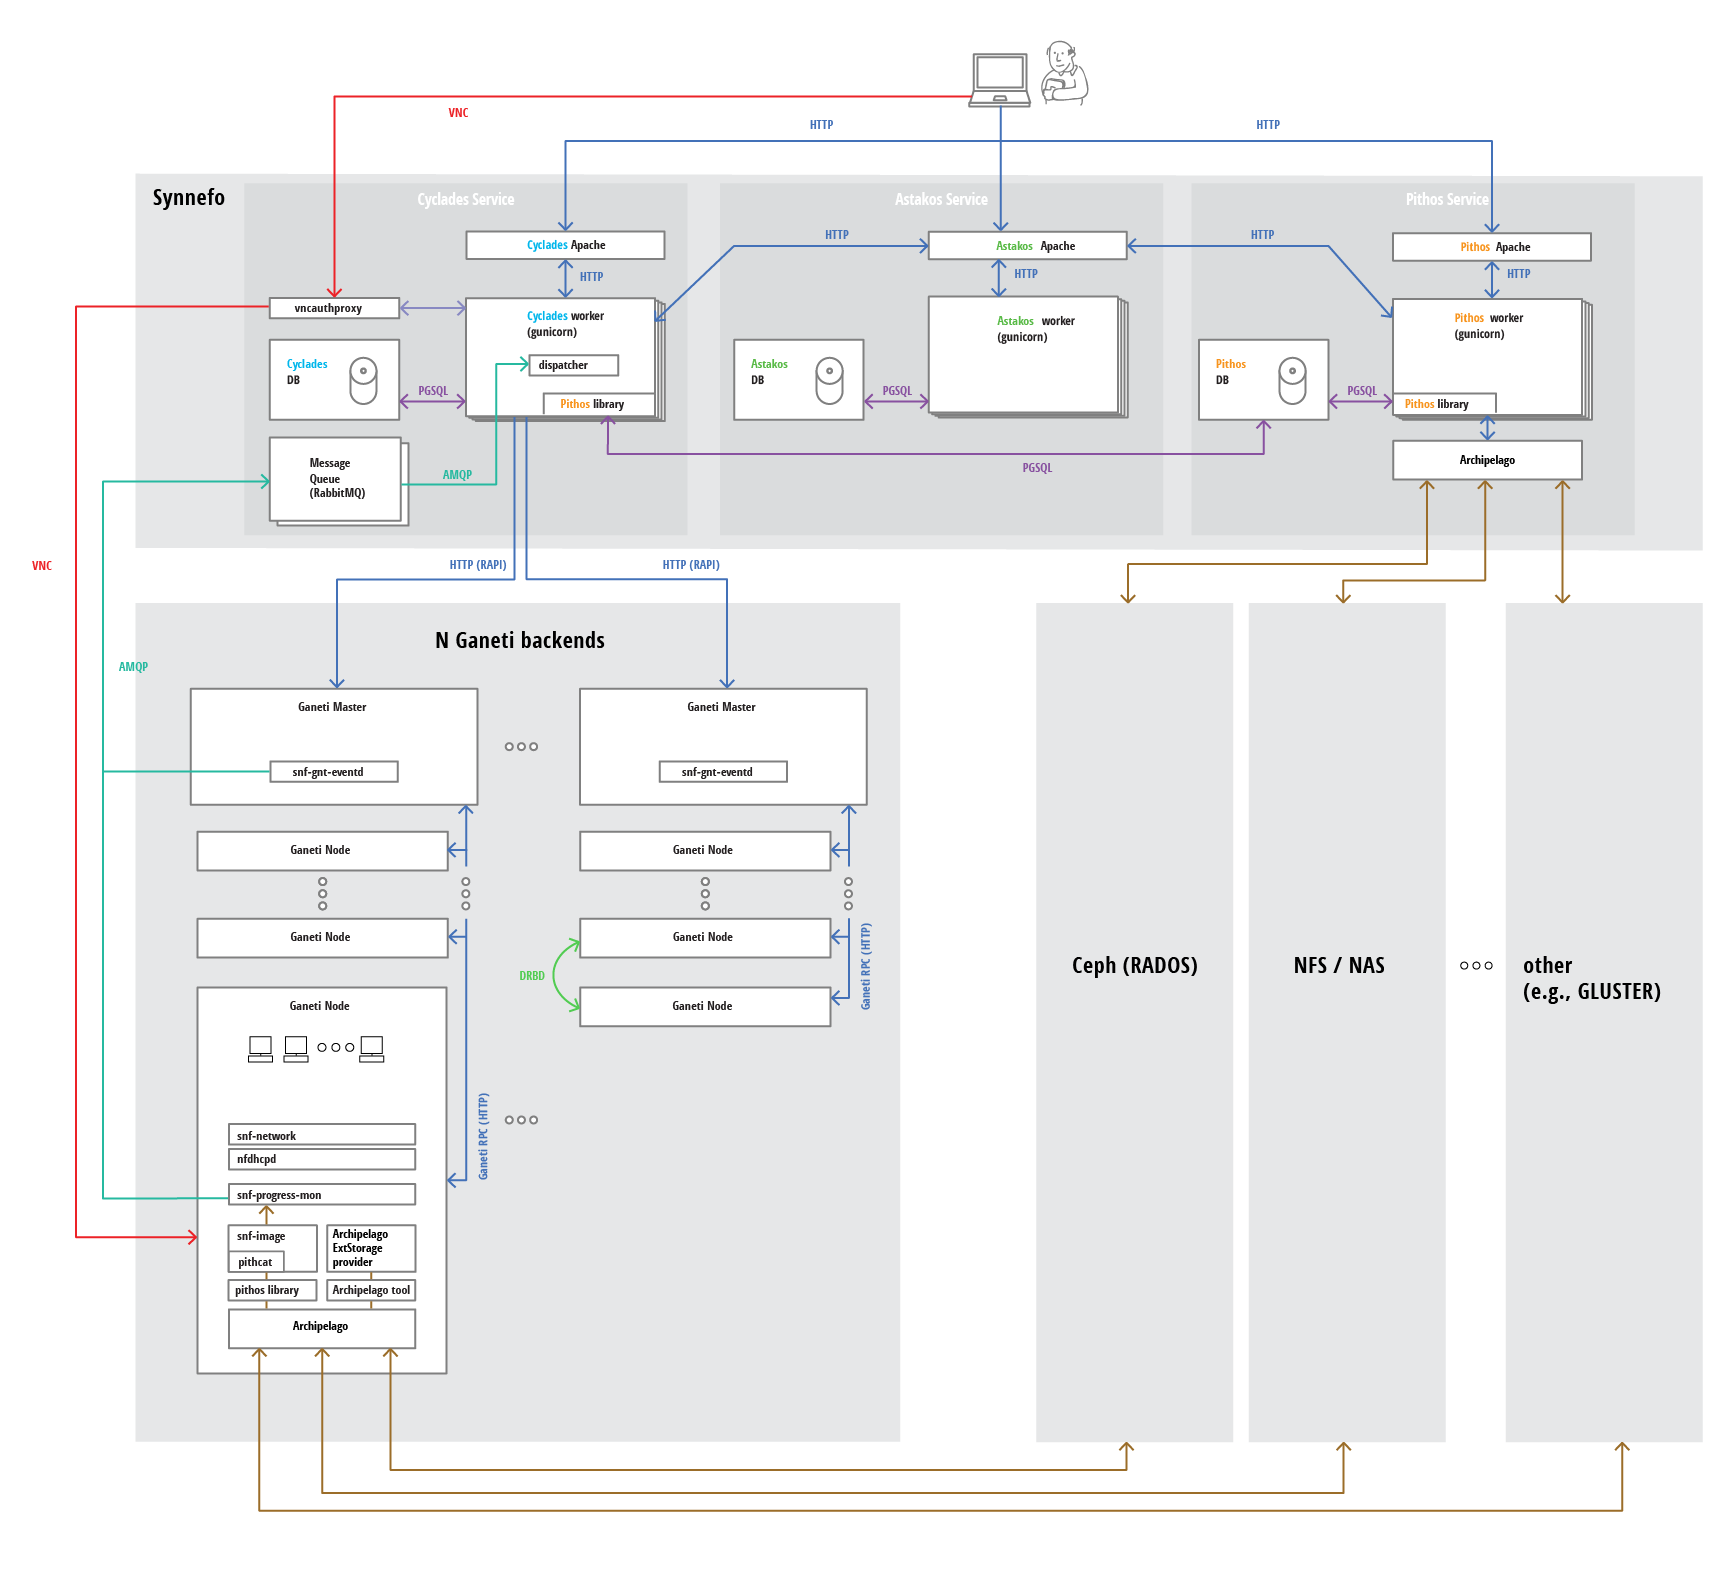 VNC
HTTP
HTTP
Synnefo
Cyclades Service
Astakos Service
Pithos Service
Cyclades Apache
HTTP
Astakos Apache
HTTP
Pithos Apache
HTTP
HTTP
HTTP
vncauthproxy
Cyclades worker
(gunicorn)
dispatcher
Pithos library
Cyclades
DB
PGSQL
Astakos worker
(gunicorn)
Astakos
DB
PGSQL
Pithos worker
(gunicorn)
Pithos library
Pithos
DB
PGSQL
Message
Queue
(RabbitMQ)
AMQP
PGSQL
Archipelago
VNC
HTTP (RAPI)
HTTP (RAPI)
N Ganeti backends
AMQP
Ganeti Master
snf-gnt-eventd
Ganeti Master
snf-gnt-eventd
Ganeti Node
Ganeti Node
Ganeti Node
Ganeti Node
Ganeti RPC (HTTP)
DRBD
Ganeti Node
Ganeti Node
Ganeti RPC (HTTP)
snf-network
nfdhcpd
snf-progress-mon
snf-image
pithcat
Archipelago
ExtStorage
provider
pithos library
Archipelago tool
Archipelago
Ceph (RADOS)
NFS / NAS
other
(e.g., GLUSTER)